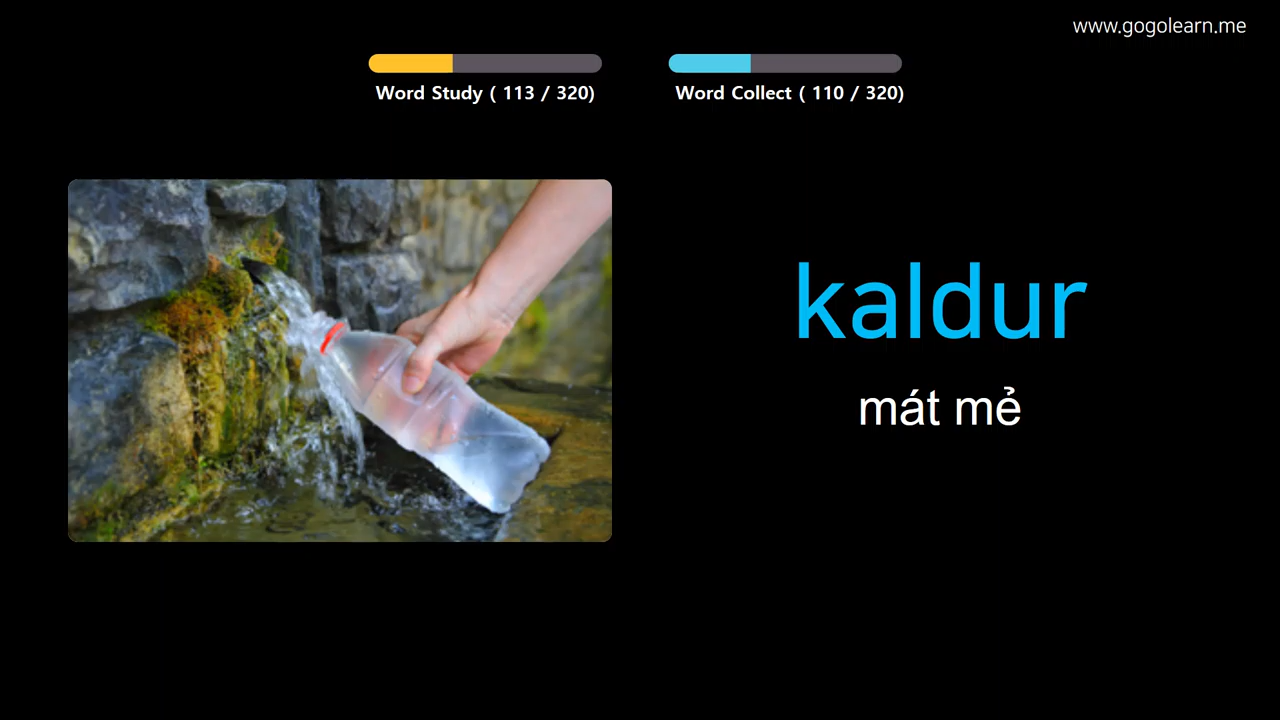 www.gogolearn.me
Word Study ( 113 / 320)
Word Collect ( 110 / 320)
kaldur
mát mẻ